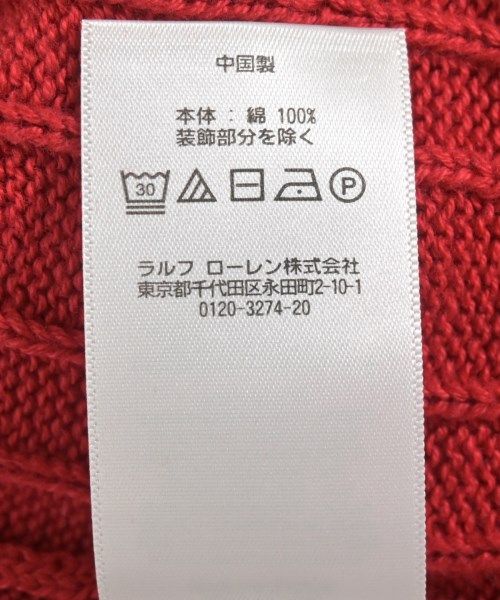 中国製
本体 : 綿 100%
装飾部分を除く
30 P
ラルフ ローレン株式会社
東京都千代田区永田町2-10-1
0120-3274-20